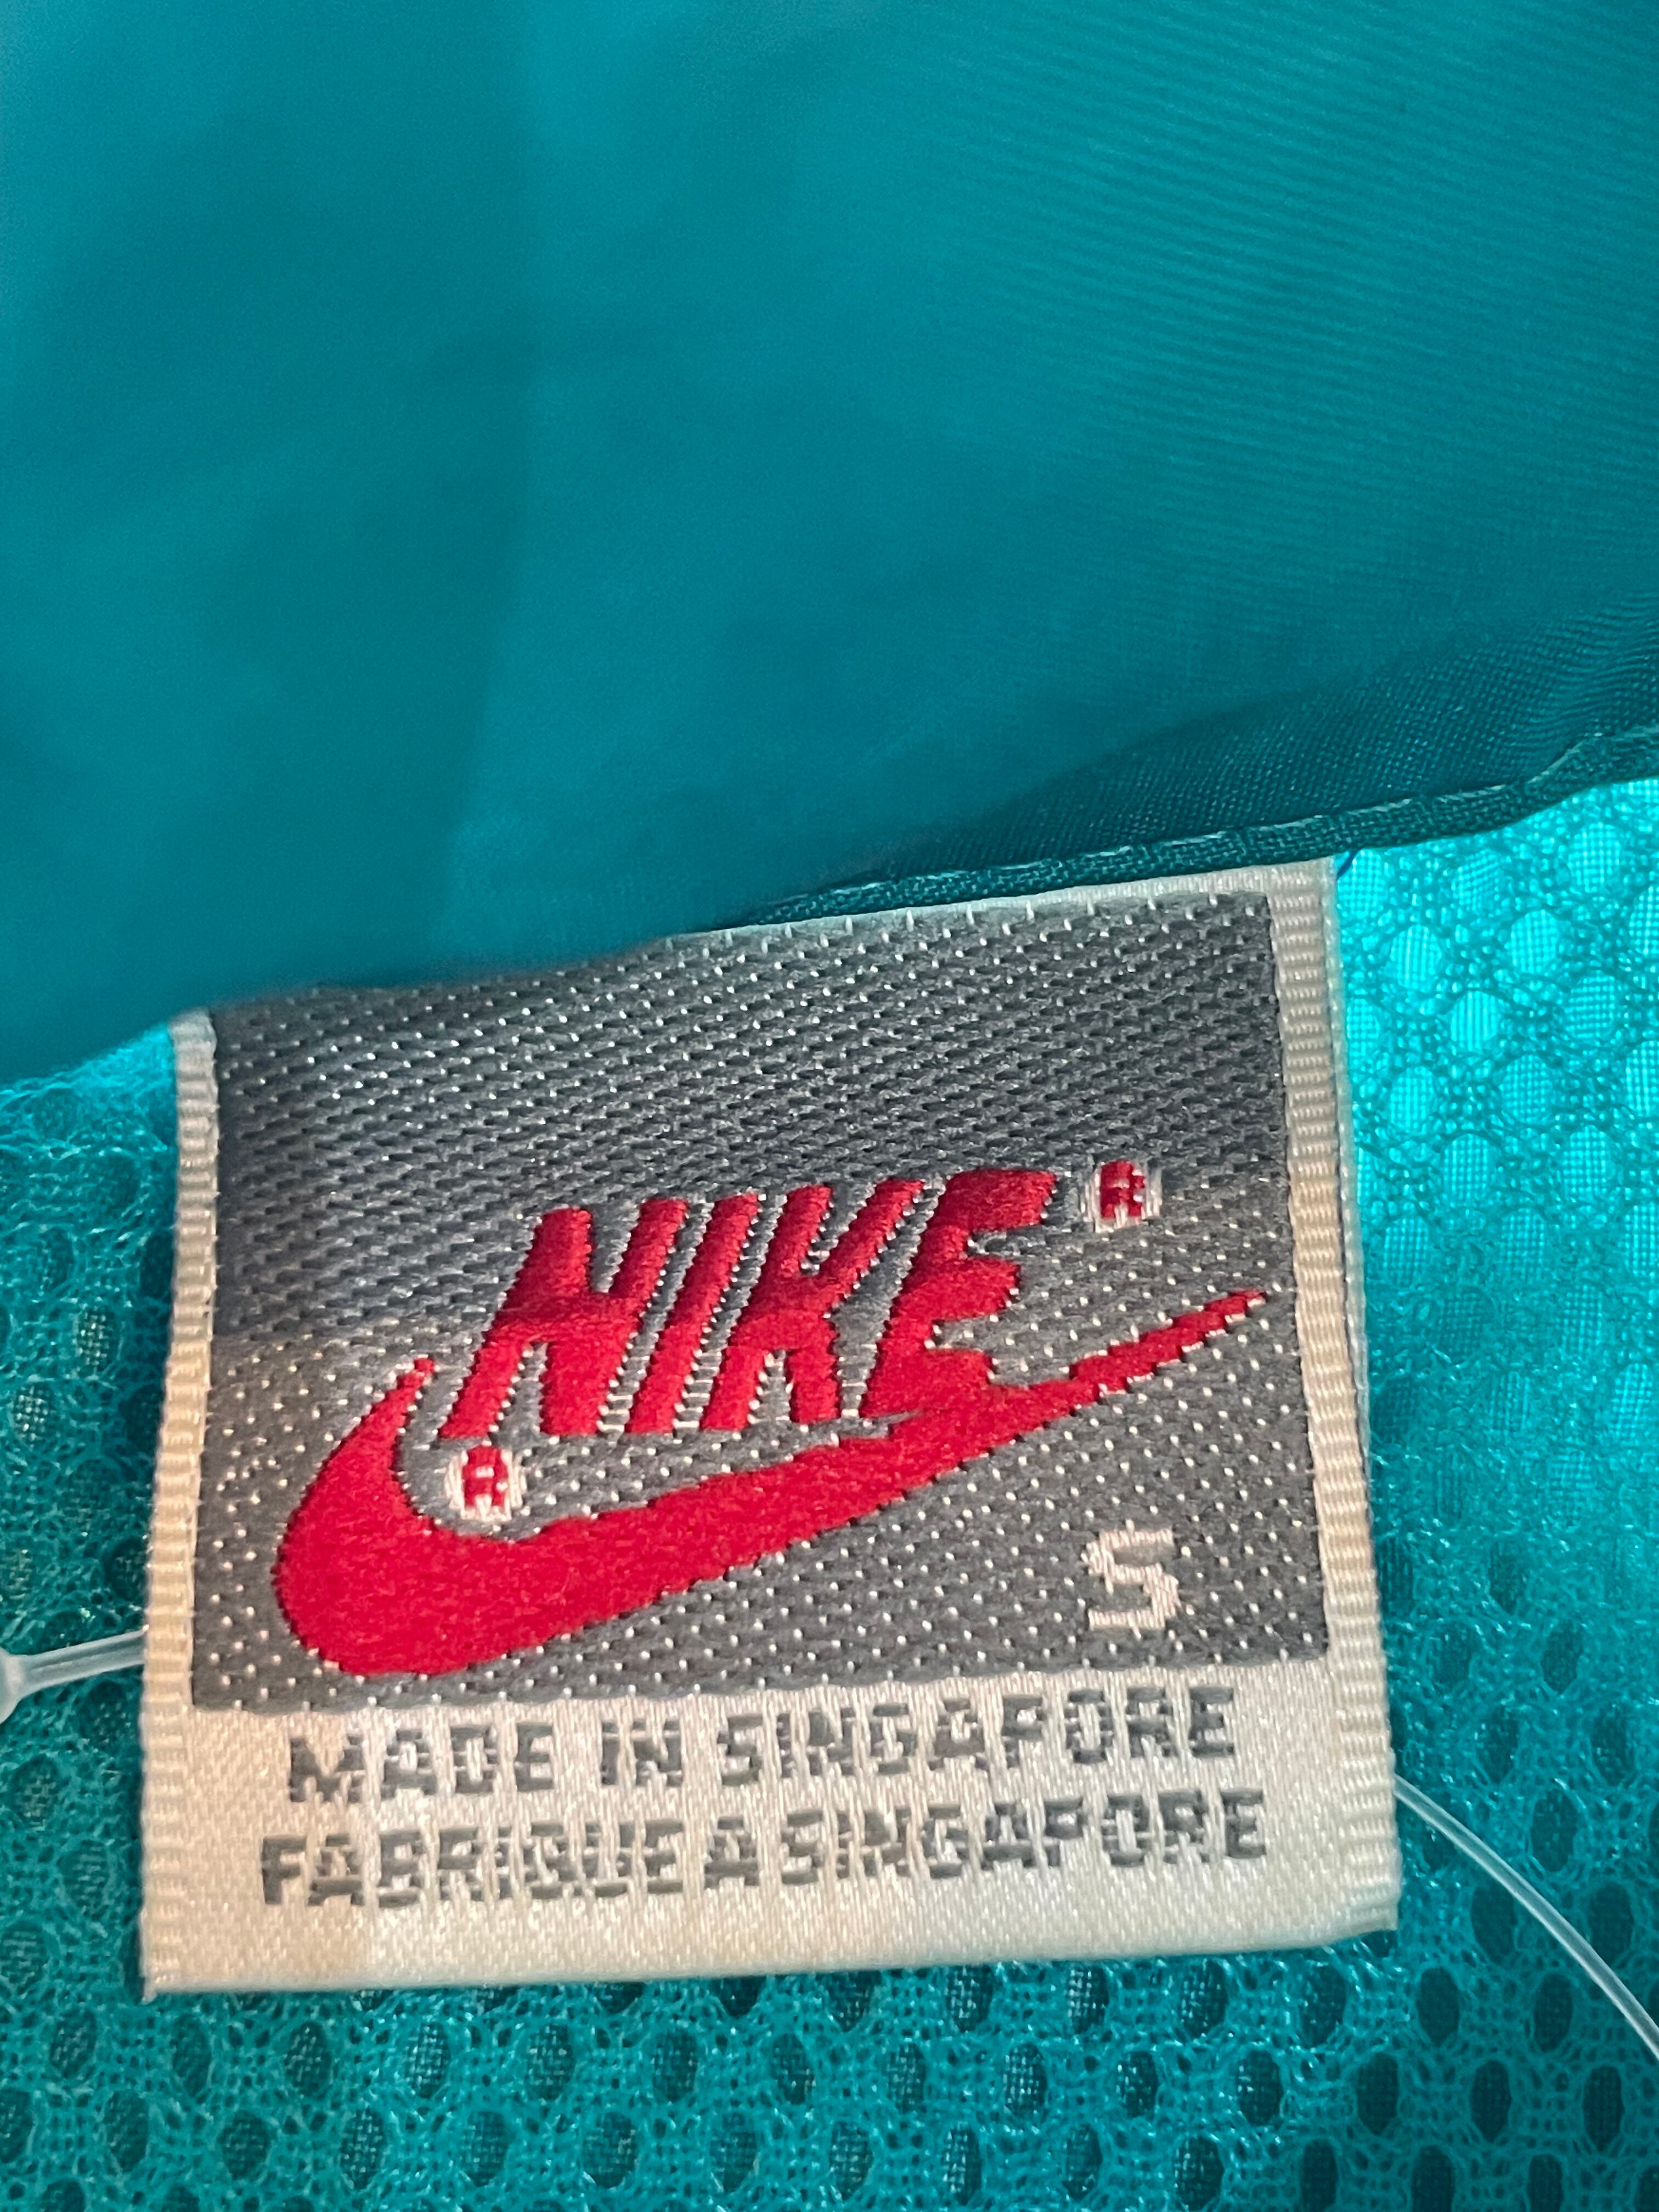 NIKE®
®
S
MADE IN SINGAPORE
FABRIQUE A SINGAPORE